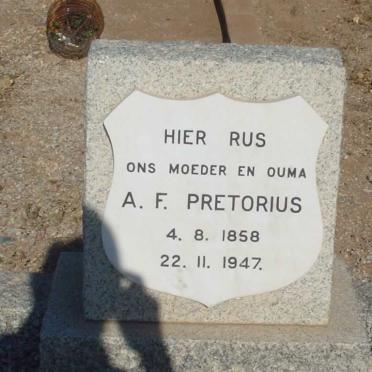 HIER RUS
ONS MOEDER EN OUMA
A. F. PRETORIUS
4. 8. 1858
22. 11. 1947.